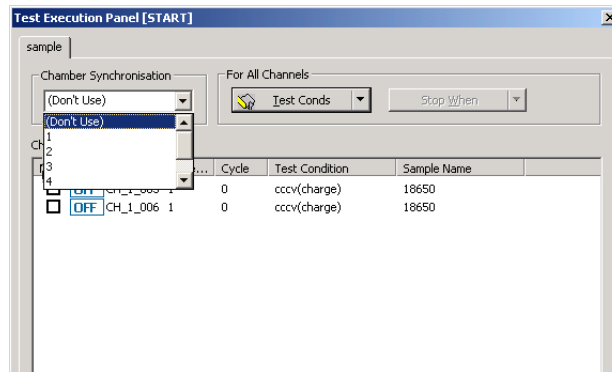 Test Execution Panel [START]
sample
Chamber Synchronisation
For All Channels
(Don't Use)
Test Conds
Stop When
(Don't Use)
1
2
3
4
Ch
... Cycle Test Condition Sample Name
OFF CH_1_005 1 0 cccv(charge) 18650
OFF CH_1_006 1 0 cccv(charge) 18650